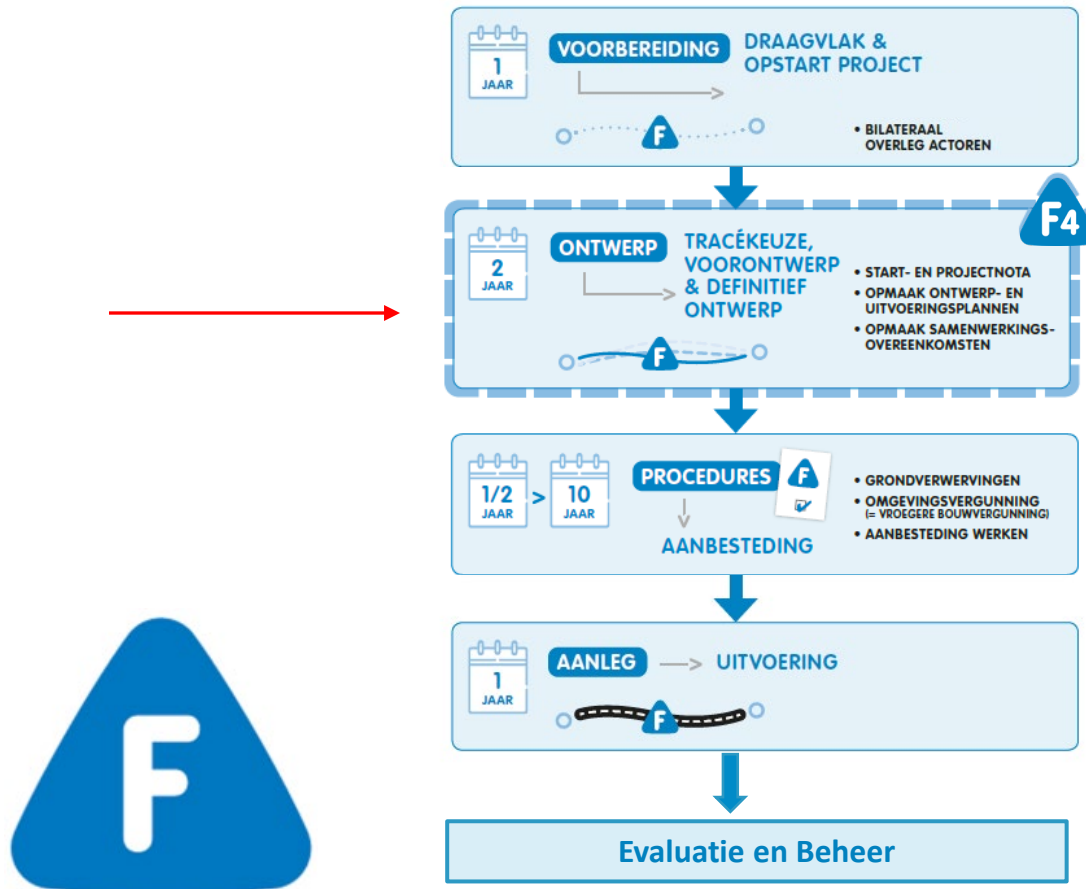 1
JAAR
VOORBEREIDING
DRAAGVLAK &
OPSTART PROJECT
F
• BILATERAAL
OVERLEG ACTOREN
F4
2
JAAR
ONTWERP
TRACÉKEUZE,
VOORONTWERP
& DEFINITIEF
ONTWERP
F
• START- EN PROJECTNOTA
• OPMAAK ONTWERP- EN
UITVOERINGSPLANNEN
• OPMAAK SAMENWERKINGS-
OVEREENKOMSTEN
1/2
JAAR
>
10
JAAR
PROCEDURES
F
AANBESTEDING
• GRONDVERWERVINGEN
• OMGEVINGSVERGUNNING
(= VROEGERE BOUWVERGUNNING)
• AANBESTEDING WERKEN
1
JAAR
AANLEG
UITVOERING
F
F
Evaluatie en Beheer